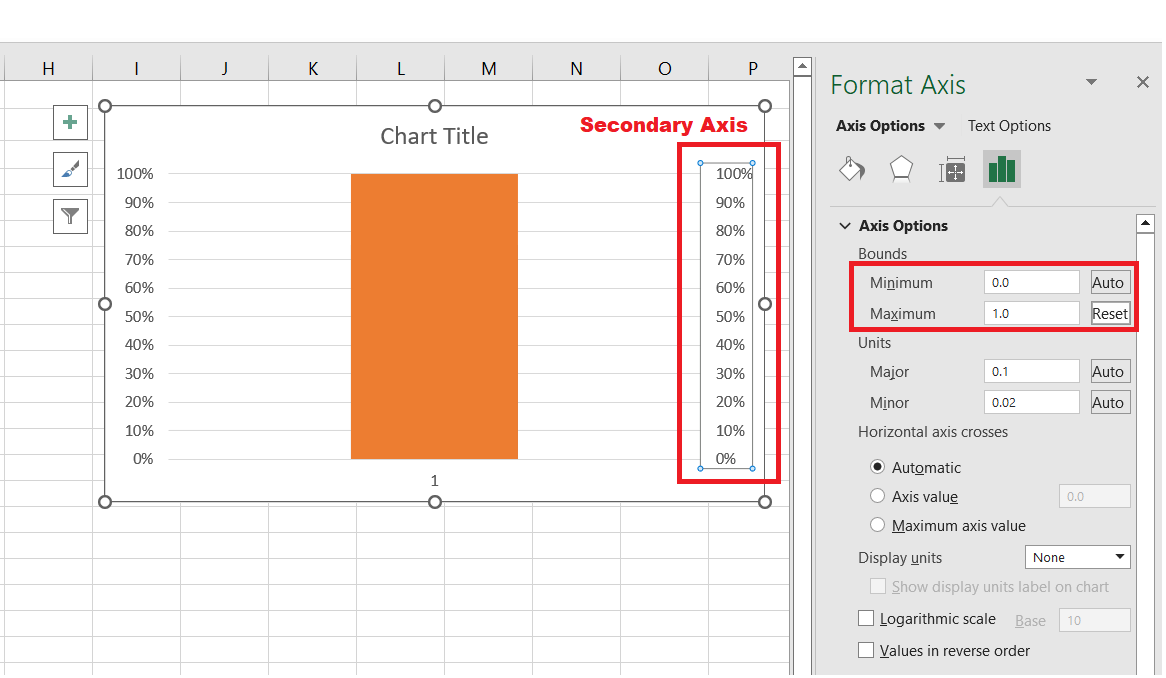 H I J K L M N O P
Secondary Axis
Chart Title
100% 100%
90% 90%
80% 80%
70% 70%
60% 60%
50% 50%
40% 40%
30% 30%
20% 20%
10% 10%
0% 0%
1
Format Axis
Axis Options Text Options
Axis Options
Bounds
Minimum 0.0 Auto
Maximum 1.0 Reset
Units
Major 0.1 Auto
Minor 0.02 Auto
Horizontal axis crosses
Automatic
Axis value 0.0
Maximum axis value
Display units None
Show display units label on chart
Logarithmic scale Base 10
Values in reverse order